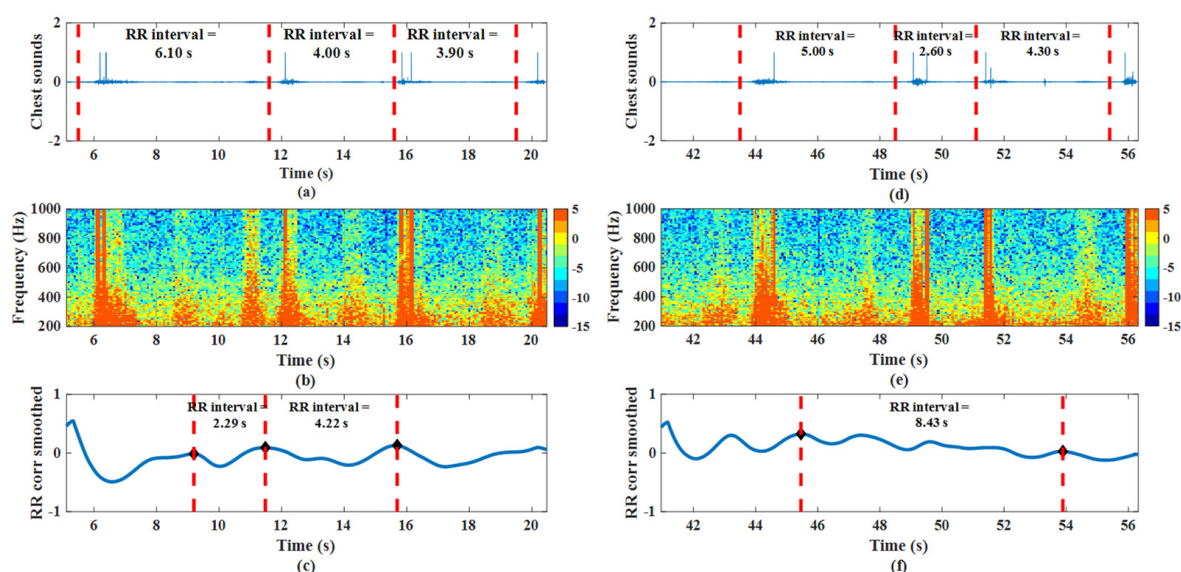 2
RR interval =
6.10 s
RR interval =
4.00 s
RR interval =
3.90 s
Chest sounds
0
-2
6 8 10 12 14 16 18 20
Time (s)
(a)
2
RR interval =
5.00 s
RR interval =
2.60 s
RR interval =
4.30 s
Chest sounds
0
-2
42 44 46 48 50 52 54 56
Time (s)
(d)
Frequency (Hz)
1000
800
600
400
200
5
0
-5
-10
-15
6 8 10 12 14 16 18 20
Time (s)
(b)
Frequency (Hz)
1000
800
600
400
200
5
0
-5
-10
-15
42 44 46 48 50 52 54 56
Time (s)
(e)
RR corr smoothed
1
RR interval =
2.29 s
RR interval =
4.22 s
0
-1
6 8 10 12 14 16 18 20
Time (s)
(c)
RR corr smoothed
1
RR interval =
8.43 s
0
-1
42 44 46 48 50 52 54 56
Time (s)
(f)